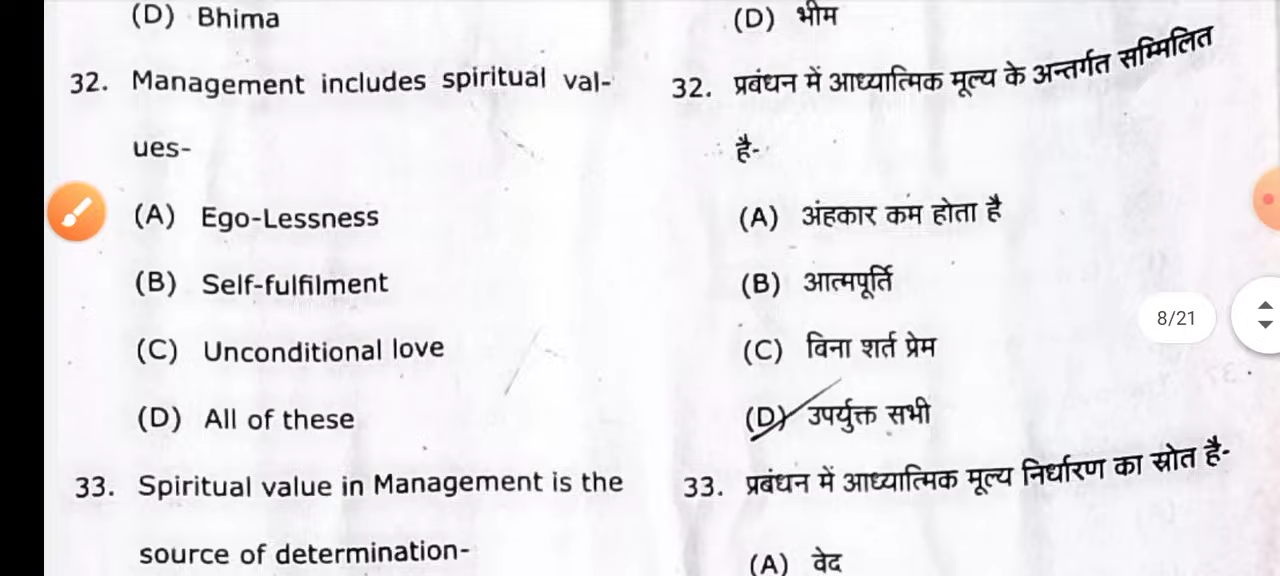 (D) Bhima
32. Management includes spiritual val-
ues-
(A) Ego-Lessness
(B) Self-fulfilment
(C) Unconditional love
(D) All of these
33. Spiritual value in Management is the
source of determination-
(D) भीम
32. प्रबंधन में आध्यात्मिक मूल्य के अन्तर्गत सम्मिलित
है-
(A) अंहकार कम होता है
(B) आत्मपूर्ति
(C) विना शर्त प्रेम
(D) उपर्युक्त सभी
33. प्रबंधन में आध्यात्मिक मूल्य निर्धारण का स्रोत है-
(A) वेद
8/21